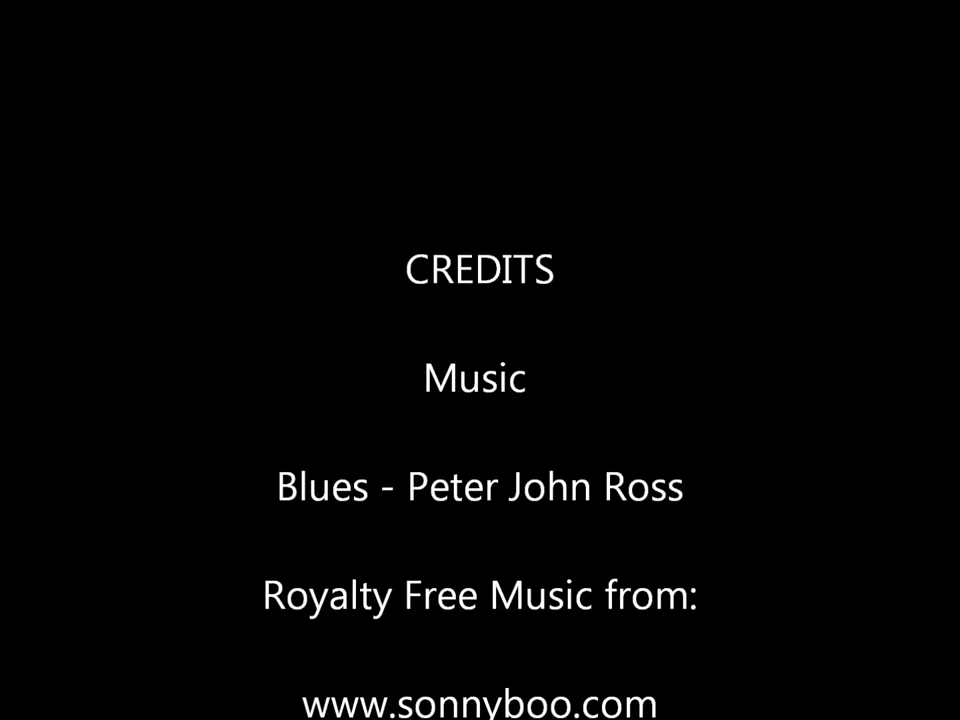 CREDITS
Music
Blues - Peter John Ross
Royalty Free Music from:
www.sonnyboo.com